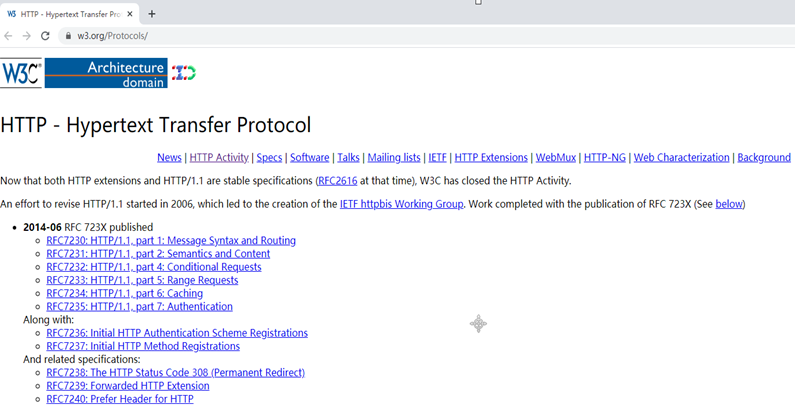 W3 HTTP - Hypertext Transfer Pro
w3.org/Protocols/
W3C® Architecture
domain
HTTP - Hypertext Transfer Protocol
News | HTTP Activity | Specs | Software | Talks | Mailing lists | IETF | HTTP Extensions | WebMux | HTTP-NG | Web Characterization | Background
Now that both HTTP extensions and HTTP/1.1 are stable specifications (RFC2616 at that time), W3C has closed the HTTP Activity.
An effort to revise HTTP/1.1 started in 2006, which led to the creation of the IETF httpbis Working Group. Work completed with the publication of RFC 723X (See below)
2014-06 RFC 723X published
RFC7230: HTTP/1.1, part 1: Message Syntax and Routing
RFC7231: HTTP/1.1, part 2: Semantics and Content
RFC7232: HTTP/1.1, part 4: Conditional Requests
RFC7233: HTTP/1.1, part 5: Range Requests
RFC7234: HTTP/1.1, part 6: Caching
RFC7235: HTTP/1.1, part 7: Authentication
Along with:
RFC7236: Initial HTTP Authentication Scheme Registrations
RFC7237: Initial HTTP Method Registrations
And related specifications:
RFC7238: The HTTP Status Code 308 (Permanent Redirect)
RFC7239: Forwarded HTTP Extension
RFC7240: Prefer Header for HTTP